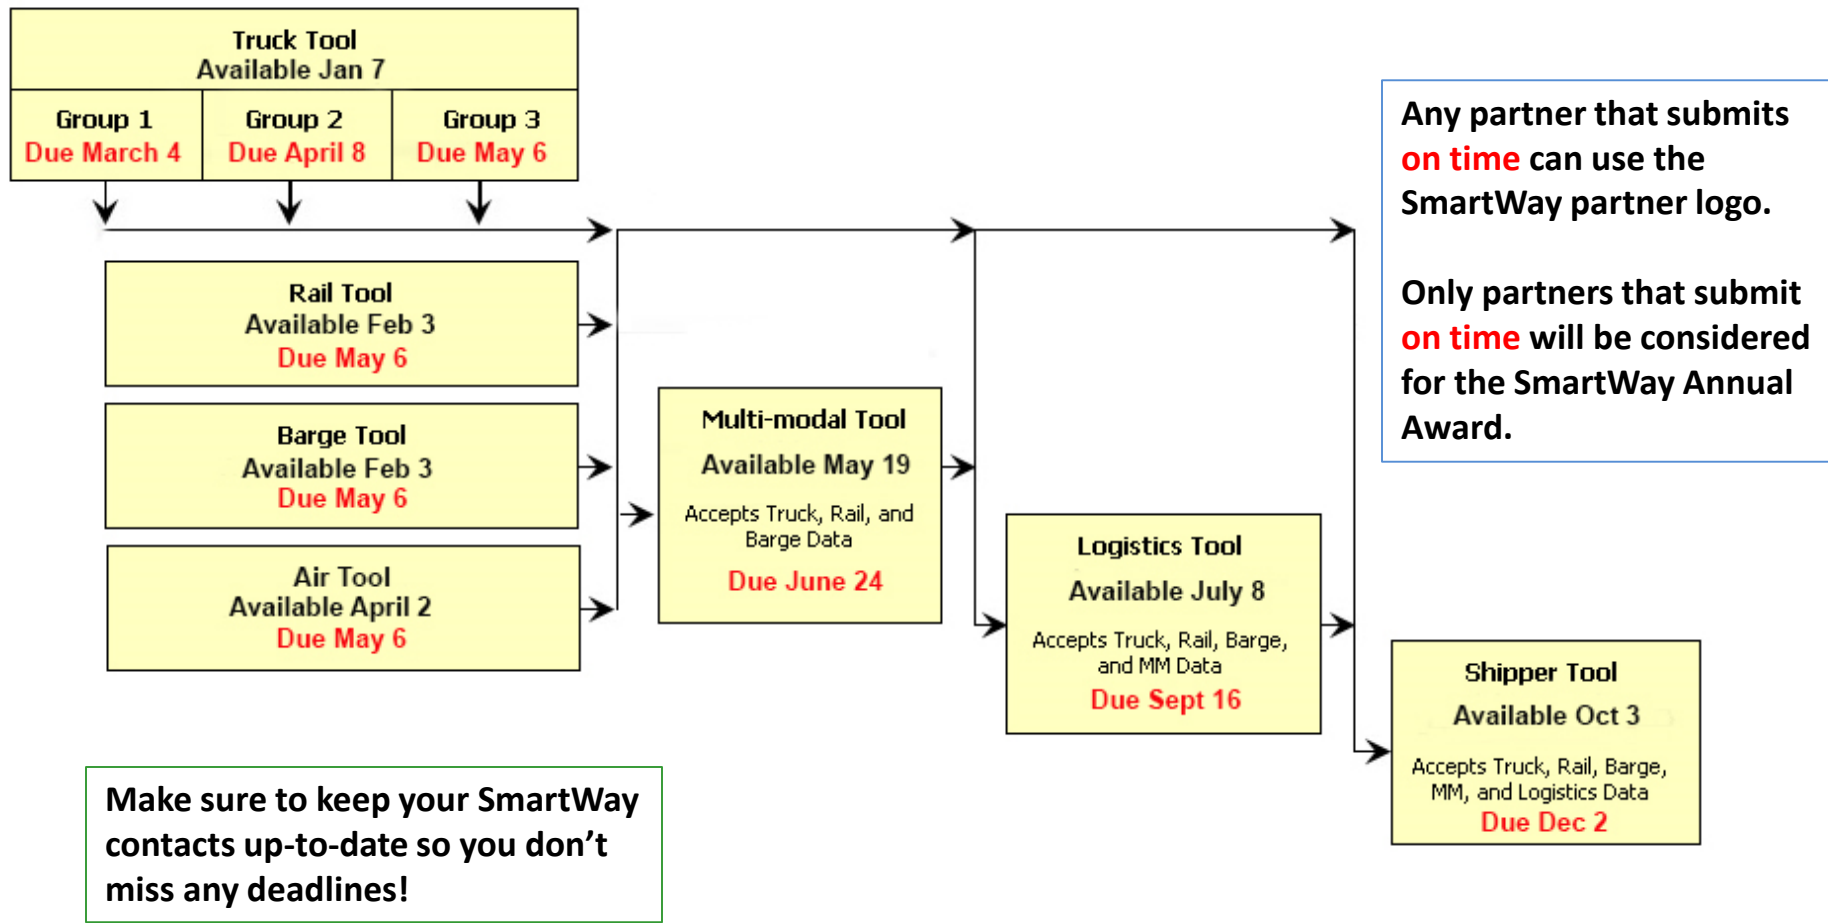 Truck Tool
Available Jan 7
Group 1
Due March 4
Group 2
Due April 8
Group 3
Due May 6
Rail Tool
Available Feb 3
Due May 6
Barge Tool
Available Feb 3
Due May 6
Air Tool
Available April 2
Due May 6
Multi-modal Tool
Available May 19
Accepts Truck, Rail, and
Barge Data
Due June 24
Logistics Tool
Available July 8
Accepts Truck, Rail, Barge,
and MM Data
Due Sept 16
Shipper Tool
Available Oct 3
Accepts Truck, Rail, Barge,
MM, and Logistics Data
Due Dec 2
Any partner that submits
on time can use the
SmartWay partner logo.
Only partners that submit
on time will be considered
for the SmartWay Annual
Award.
Make sure to keep your SmartWay
contacts up-to-date so you don’t
miss any deadlines!